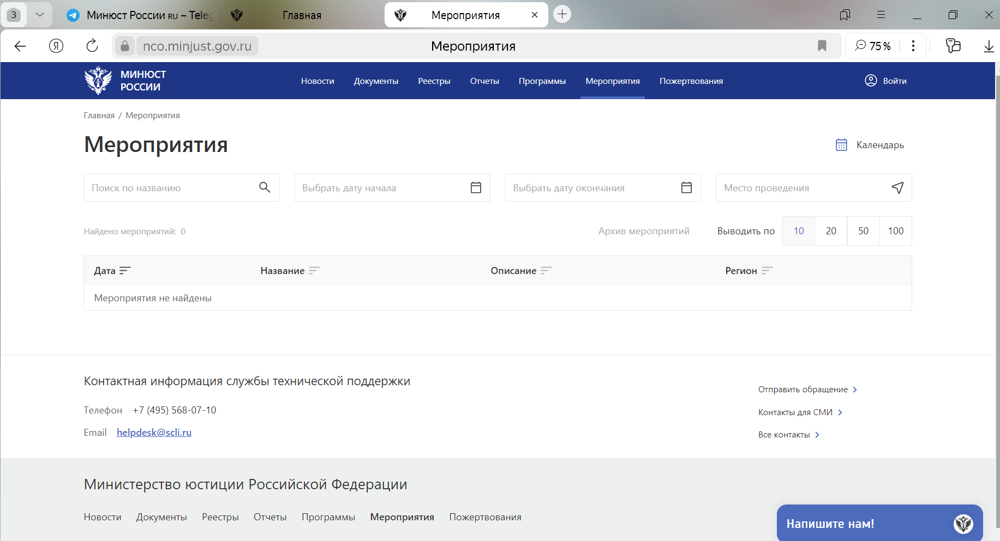 3
Минюст России RU – Teleg
Главная
Мероприятия
Я
nco.minjust.gov.ru
Мероприятия
75 %
МИНЮСТ
РОССИИ
Новости Документы Реестры Отчеты Программы Мероприятия Пожертвования
Войти
Главная / Мероприятия
Мероприятия
Календарь
Поиск по названию
Выбрать дату начала
Выбрать дату окончания
Место проведения
Найдено мероприятий: 0
Архив мероприятий
Выводить по 10 20 50 100
Дата Название Описание Регион
Мероприятия не найдены
Контактная информация службы технической поддержки
Телефон +7 (495) 568-07-10
Email helpdesk@scli.ru
Отправить обращение
Контакты для СМИ
Все контакты
Министерство юстиции Российской Федерации
Новости Документы Реестры Отчеты Программы Мероприятия Пожертвования
Напишите нам!